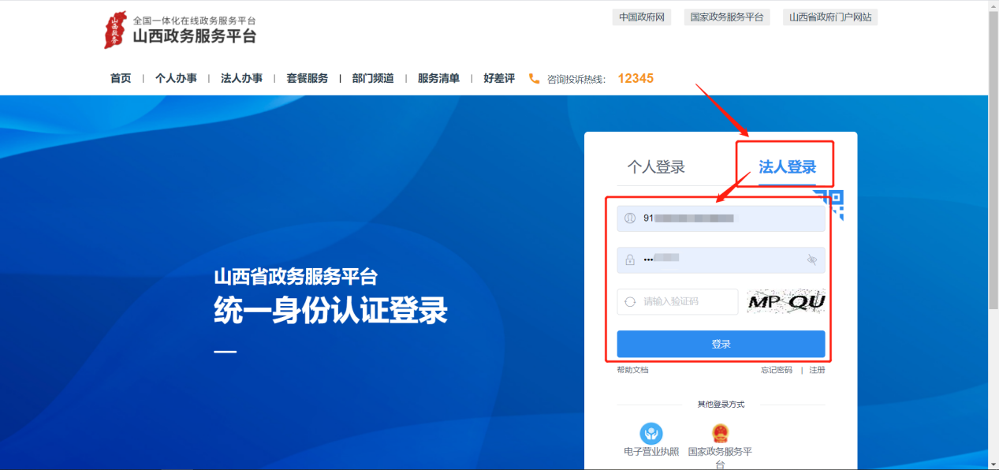 山西政务
全国一体化在线政务服务平台
山西政务服务平台
中国政府网
国家政务服务平台
山西省政府门户网站
首页 | 个人办事 | 法人办事 | 套餐服务 | 部门频道 | 服务清单 | 好差评 咨询投诉热线： 12345
个人登录
法人登录
91
请输入验证码
MP QU
登录
帮助文档
忘记密码 | 注册
其他登录方式
电子营业执照
国家政务服务平
台
山西省政务服务平台
统一身份认证登录